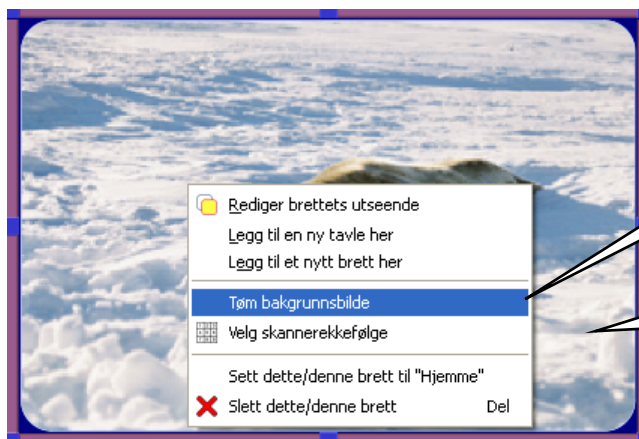 Rediger brettets utseende
Legg til en ny tavle her
Legg til et nytt brett her
Tøm bakgrunnsbilde
Velg skannerekkefølge
Sett dette/denne brett til "Hjemme"
Slett dette/denne brett Del